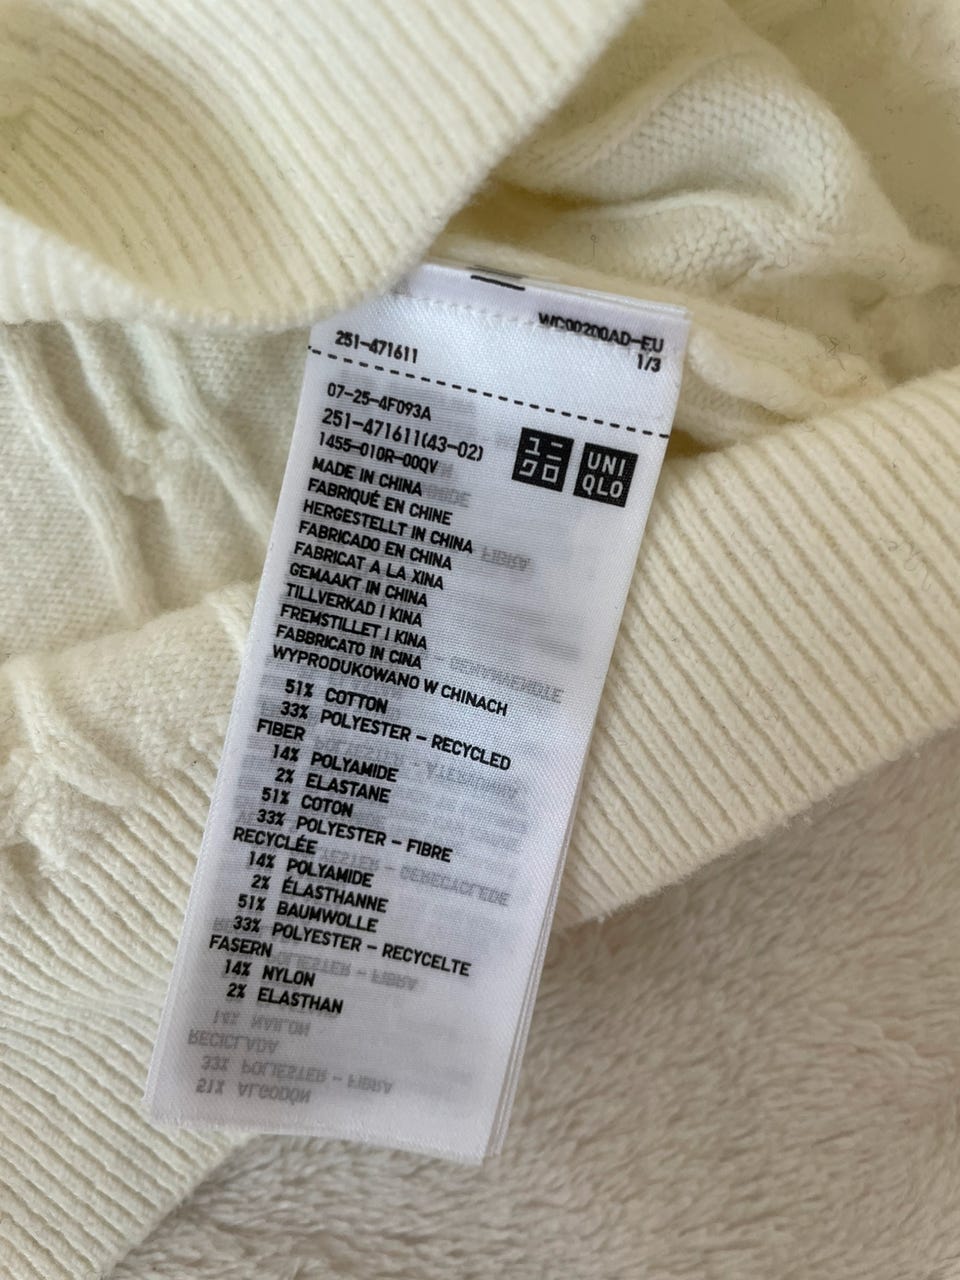 WC00200AD-EU
1/3
251-471611
07-25-4F093A
251-471611(43-02)
1455-010R-00QV
ユニ
クロ
UNI
QLO
MADE IN CHINA
FABRIQUÉ EN CHINE
HERGESTELLT IN CHINA
FABRICADO EN CHINA
FABRICAT A LA XINA
GEMAAKT IN CHINA
TILLVERKAD I KINA
FREMSTILLET I KINA
FABBRICATO IN CINA
WYPRODUKOWANO W CHINACH
51% COTTON
33% POLYESTER - RECYCLED
FIBER
14% POLYAMIDE
2% ELASTANE
51% COTON
33% POLYESTER - FIBRE
RECYCLÉE
14% POLYAMIDE
2% ÉLASTHANNE
51% BAUMWOLLE
33% POLYESTER - RECYCELTE
FASERN
14% NYLON
2% ELASTHAN